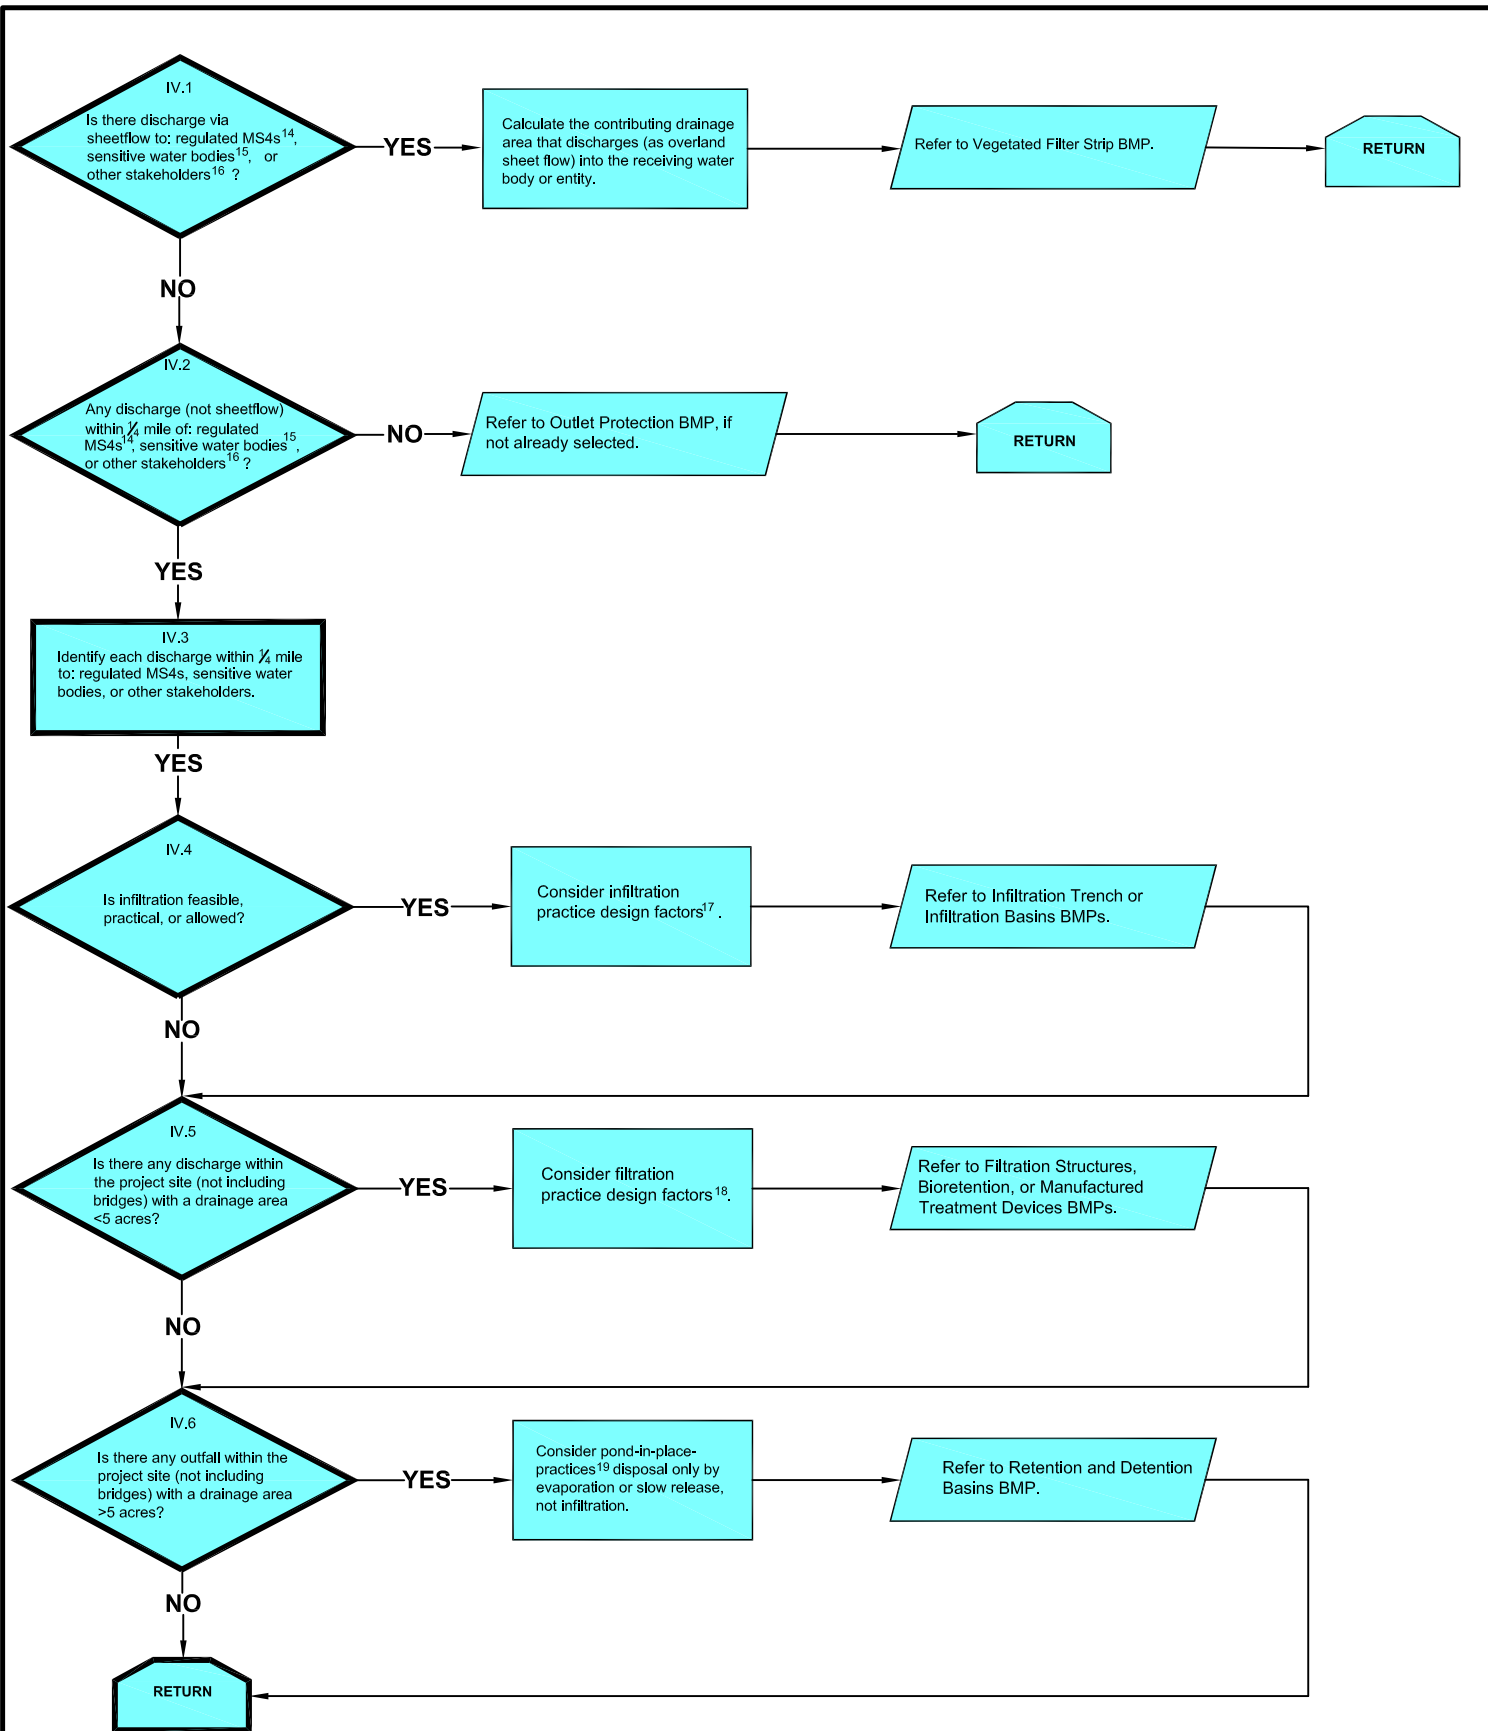 IV.1
Is there discharge via
sheetflow to: regulated MS4s14,
sensitive water bodies15, or
other stakeholders16 ?
YES
Calculate the contributing drainage
area that discharges (as overland
sheet flow) into the receiving water
body or entity.
Refer to Vegetated Filter Strip BMP.
RETURN
NO
IV.2
Any discharge (not sheetflow)
within ¼ mile of: regulated
MS4s14, sensitive water bodies15,
or other stakeholders16 ?
NO
Refer to Outlet Protection BMP, if
not already selected.
RETURN
YES
IV.3
Identify each discharge within ¼ mile
to: regulated MS4s, sensitive water
bodies, or other stakeholders.
YES
IV.4
Is infiltration feasible,
practical, or allowed?
YES
Consider infiltration
practice design factors17 .
Refer to Infiltration Trench or
Infiltration Basins BMPs.
NO
IV.5
Is there any discharge within
the project site (not including
bridges) with a drainage area
<5 acres?
YES
Consider filtration
practice design factors18.
Refer to Filtration Structures,
Bioretention, or Manufactured
Treatment Devices BMPs.
NO
IV.6
Is there any outfall within the
project site (not including
bridges) with a drainage area
>5 acres?
YES
Consider pond-in-place-
practices19 disposal only by
evaporation or slow release,
not infiltration.
Refer to Retention and Detention
Basins BMP.
NO
RETURN